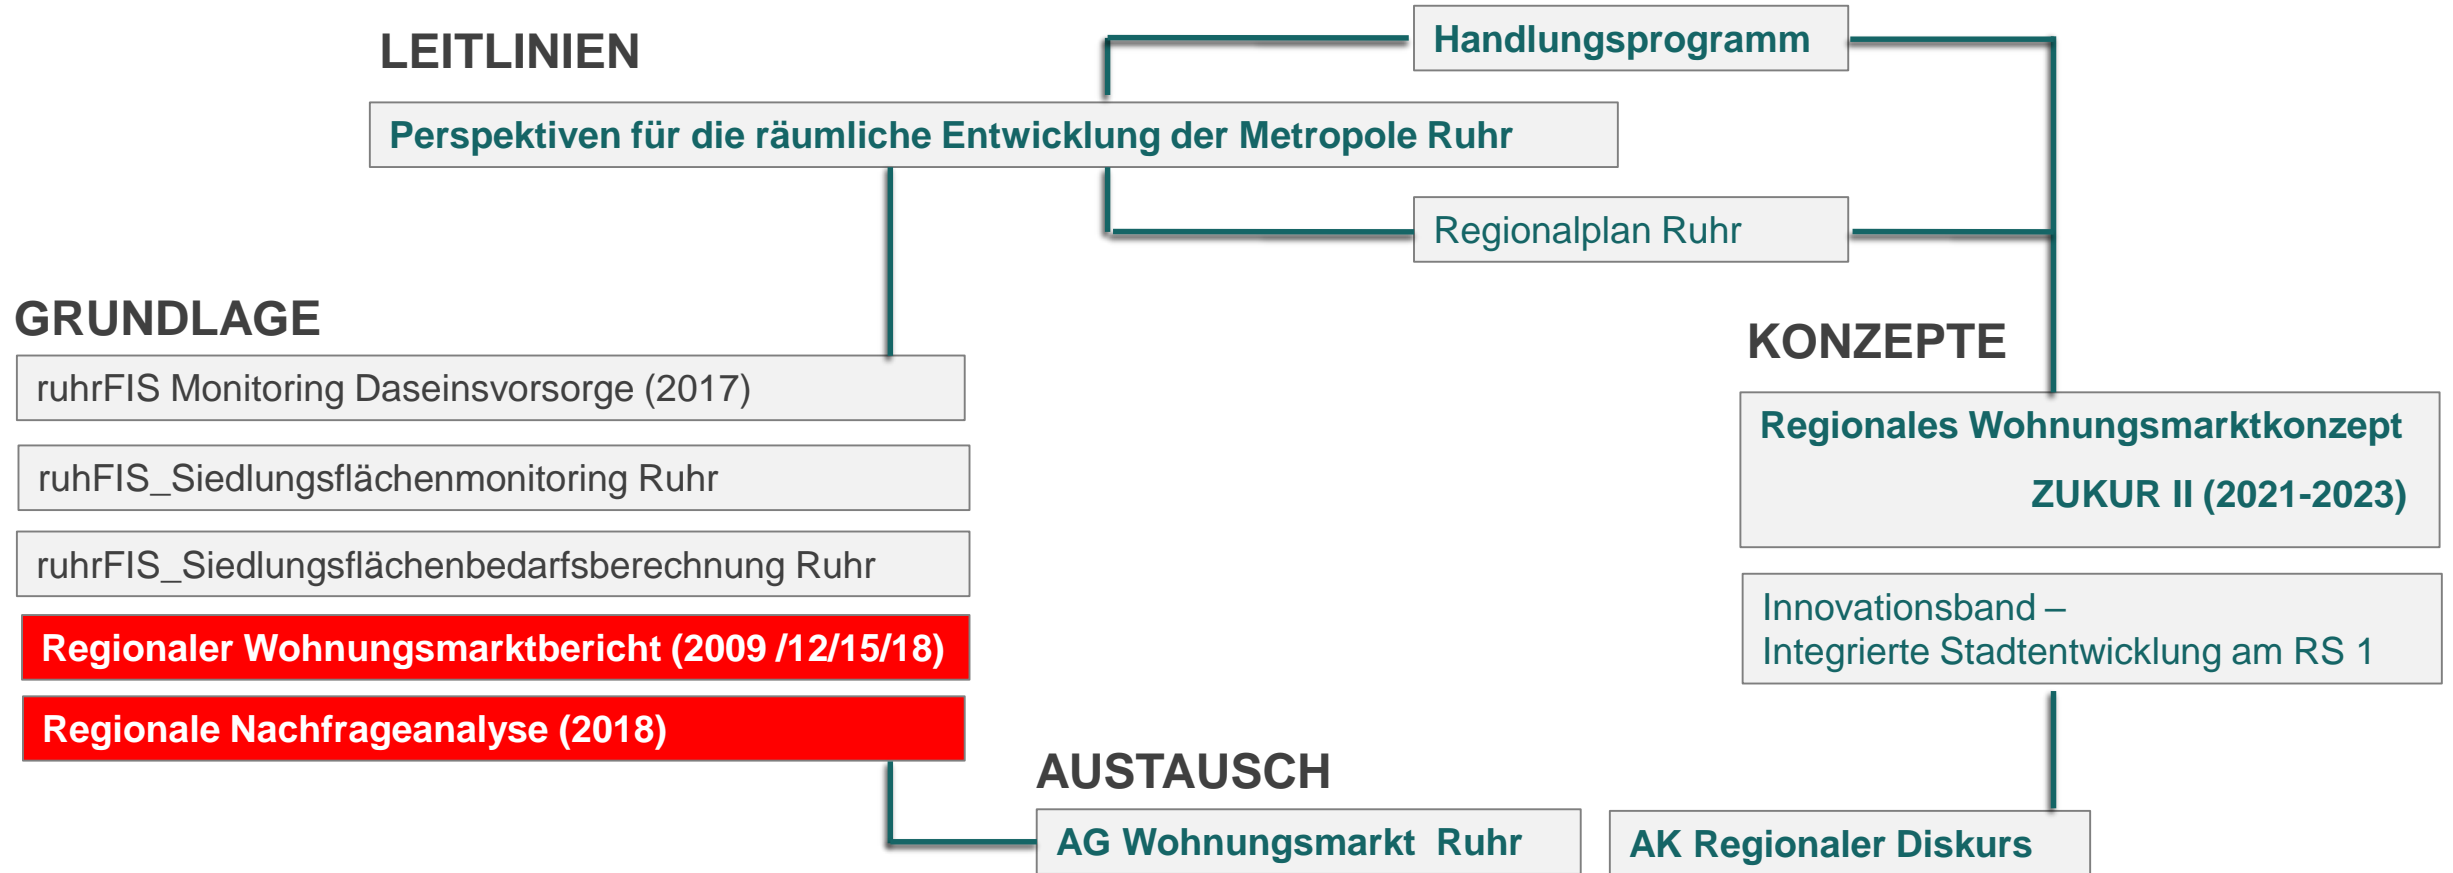 LEITLINIEN
Handlungsprogramm
Perspektiven für die räumliche Entwicklung der Metropole Ruhr
Regionalplan Ruhr
GRUNDLAGE
ruhrFIS Monitoring Daseinsvorsorge (2017)
ruhFIS_Siedlungsflächenmonitoring Ruhr
ruhrFIS_Siedlungsflächenbedarfsberechnung Ruhr
Regionaler Wohnungsmarktbericht (2009 /12/15/18)
Regionale Nachfrageanalyse (2018)
KONZEPTE
Regionales Wohnungsmarktkonzept
ZUKUR II (2021-2023)
Innovationsband –
Integrierte Stadtentwicklung am RS 1
AUSTAUSCH
AG Wohnungsmarkt Ruhr
AK Regionaler Diskurs